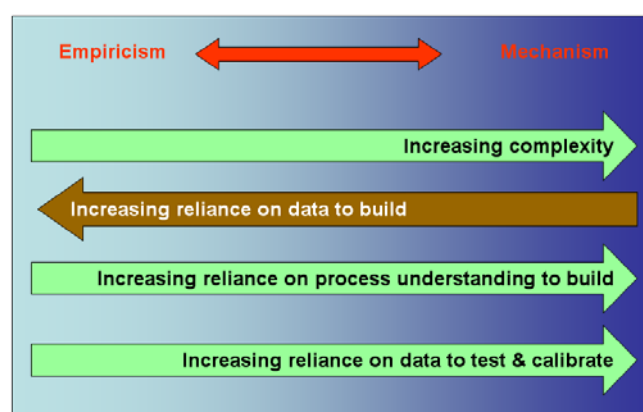 Empiricism Mechanism
Increasing complexity
Increasing reliance on data to build
Increasing reliance on process understanding to build
Increasing reliance on data to test & calibrate